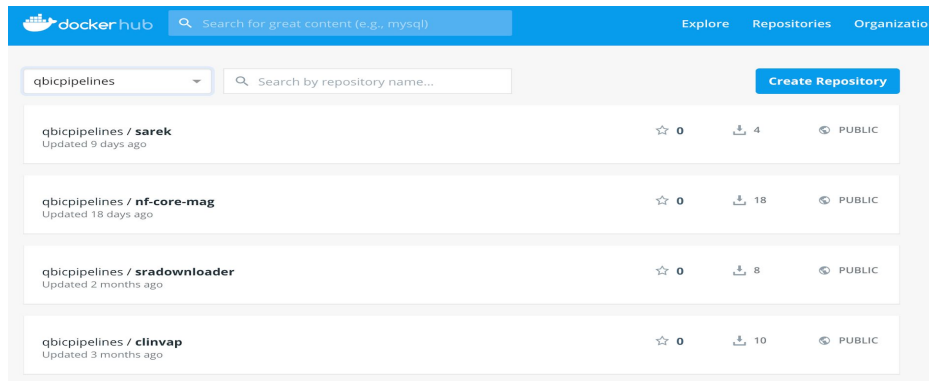 dockerhub Search for great content (e.g., mysql) Explore Repositories Organizatio
qbicpipelines Search by repository name... Create Repository
qbicpipelines / sarek 0 4 PUBLIC
Updated 9 days ago
qbicpipelines / nf-core-mag 0 18 PUBLIC
Updated 18 days ago
qbicpipelines / sradownloader 0 8 PUBLIC
Updated 2 months ago
qbicpipelines / clinvap 0 10 PUBLIC
Updated 3 months ago